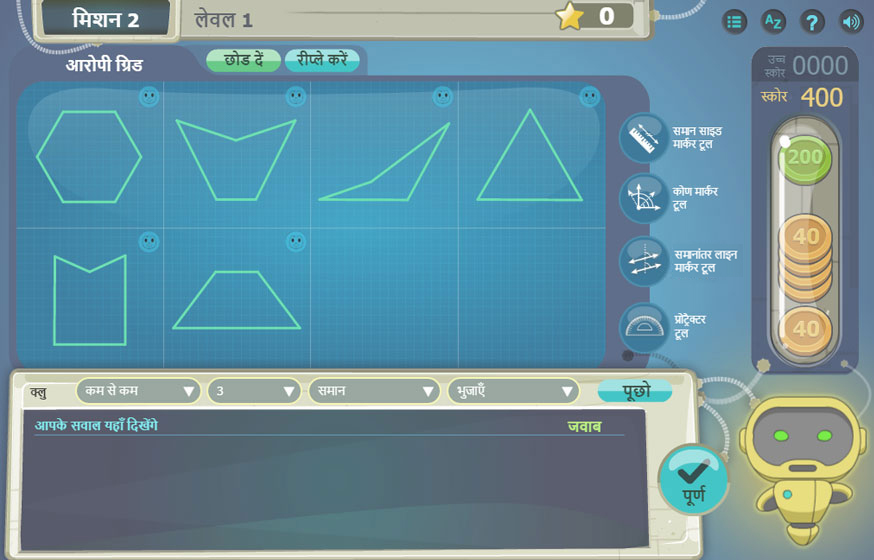 मिशन 2
लेवल 1
0
AZ
?
आरोपी ग्रिड
छोड दें
रीप्ले करें
उच्च
स्कोर
0000
स्कोर 400
200
40
40
समान साइड
मार्कर टूल
कोण मार्कर
टूल
समानांतर लाइन
मार्कर टूल
प्रोट्रेक्टर
टूल
क्लु
कम से कम
3
समान
भुजाएँ
पूछो
आपके सवाल यहाँ दिखेंगे
जवाब
पूर्ण